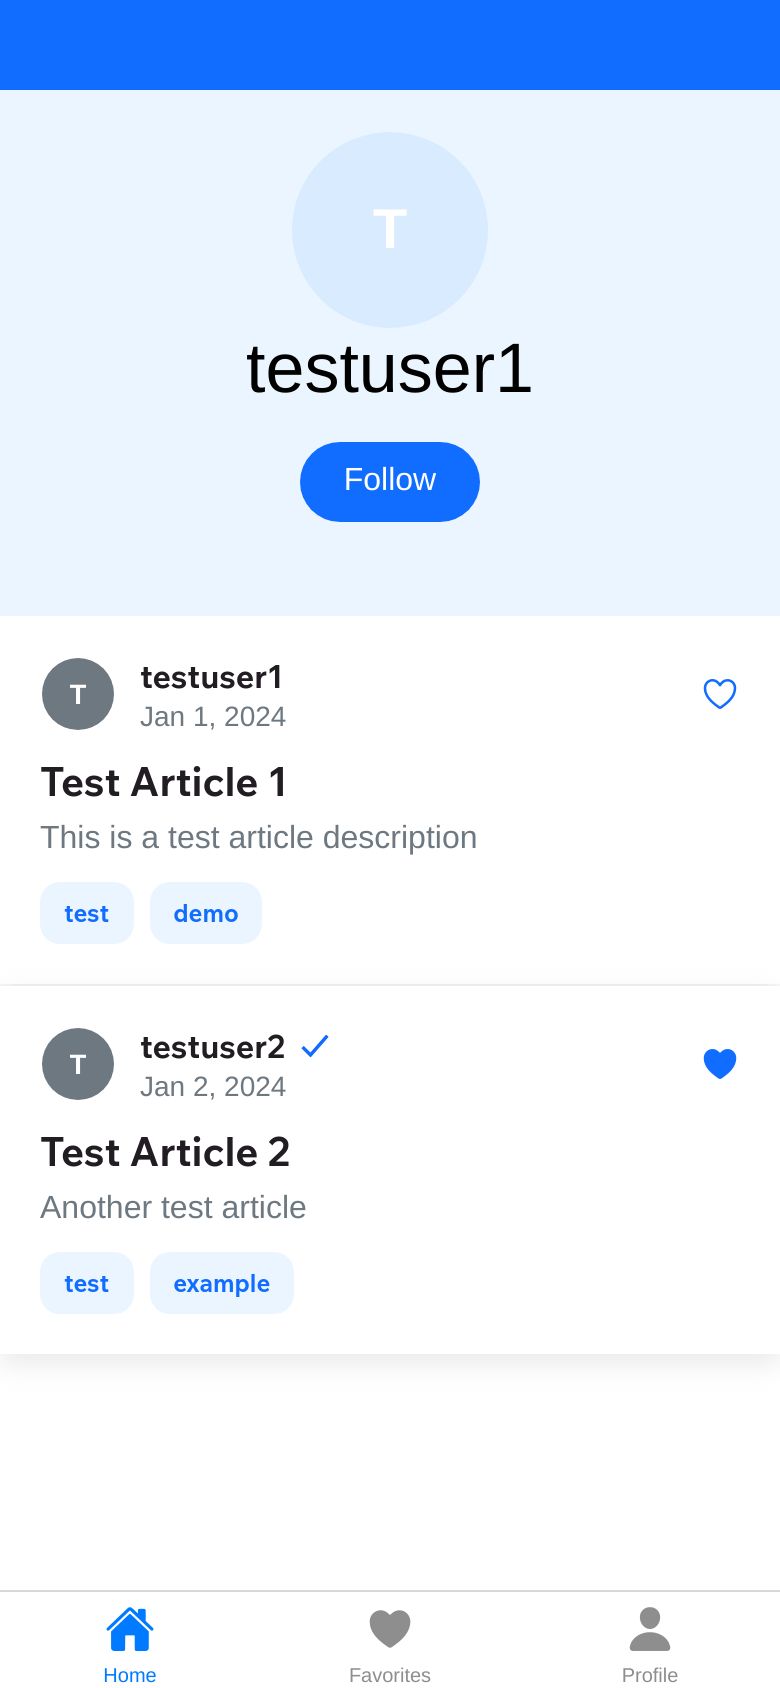 T
testuser1
Follow
T
testuser1
Jan 1, 2024
Test Article 1
This is a test article description
test demo
T
testuser2
Jan 2, 2024
Test Article 2
Another test article
test example
Home Favorites Profile